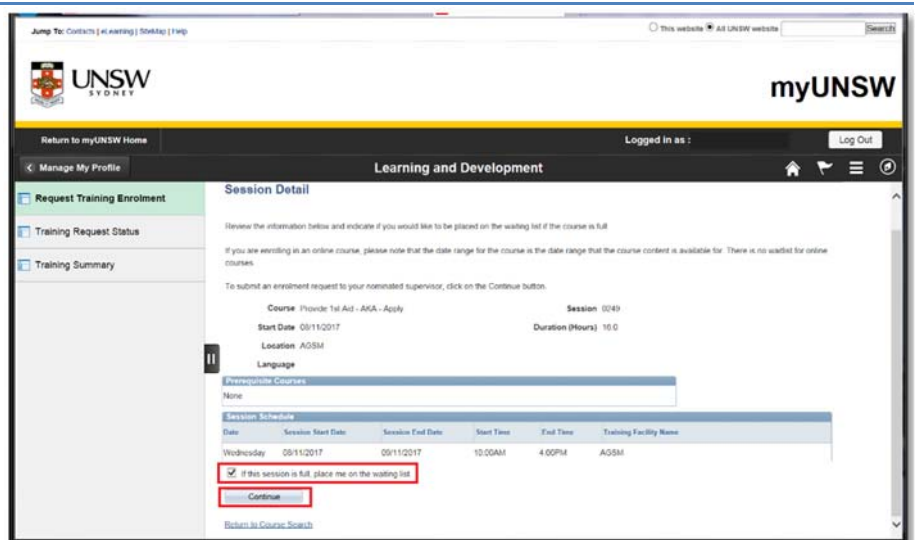 Jump To: Contacts | eLearning | SiteMap | Help
This website All UNSW website Search
UNSW
SYDNEY
myUNSW
Return to myUNSW Home
Logged in as :
Log Out
Manage My Profile
Learning and Development
Request Training Enrolment
Training Request Status
Training Summary
Session Detail
Review the information below and indicate if you would like to be placed on the waiting list if the course is full
If you are enrolling in an online course, please note that the date range for the course is the date range that the course content is available for. There is no waitlist for online
courses.
To submit an enrolment request to your nominated supervisor, click on the Continue button.
Course Provide 1st Aid - AKA - Apply
Session 0249
Start Date 08/11/2017
Duration (Hours) 16.0
Location AGSM
Language
Prerequisite Courses
None
Session Schedule
Date Session Start Date Session End Date Start Time End Time Training Facility Name
Wednesday 08/11/2017 09/11/2017 10:00AM 4:00PM AGSM
If this session is full, place me on the waiting list
Continue
Return to Course Search